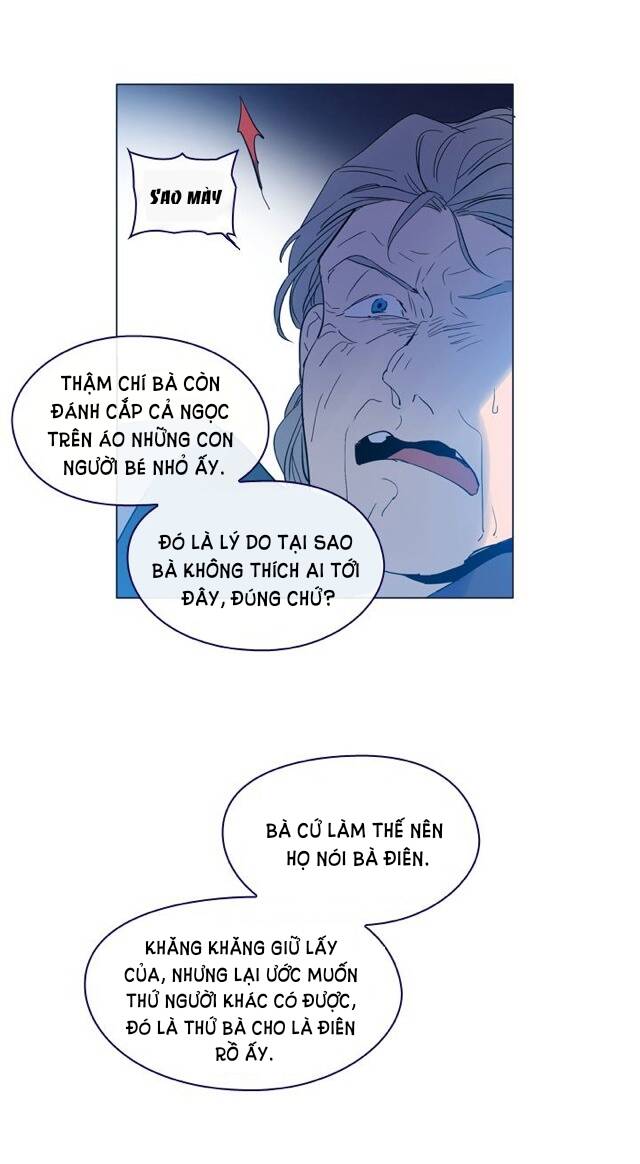 SAO MÀY
THẬM CHÍ BÀ CÒN
ĐÁNH CẮP CẢ NGỌC
TRÊN ÁO NHỮNG CON
NGƯỜI BÉ NHỎ ẤY.
ĐÓ LÀ LÝ DO TẠI SAO
BÀ KHÔNG THÍCH AI TỚI
ĐÂY, ĐÚNG CHỨ?
BÀ CỨ LÀM THẾ NÊN
HỌ NÓI BÀ ĐIÊN.
KHĂNG KHĂNG GIỮ LẤY
CỦA, NHƯNG LẠI ƯỚC MUỐN
THỨ NGƯỜI KHÁC CÓ ĐƯỢC,
ĐÓ LÀ THỨ BÀ CHO LÀ ĐIÊN
RỒ ẤY.